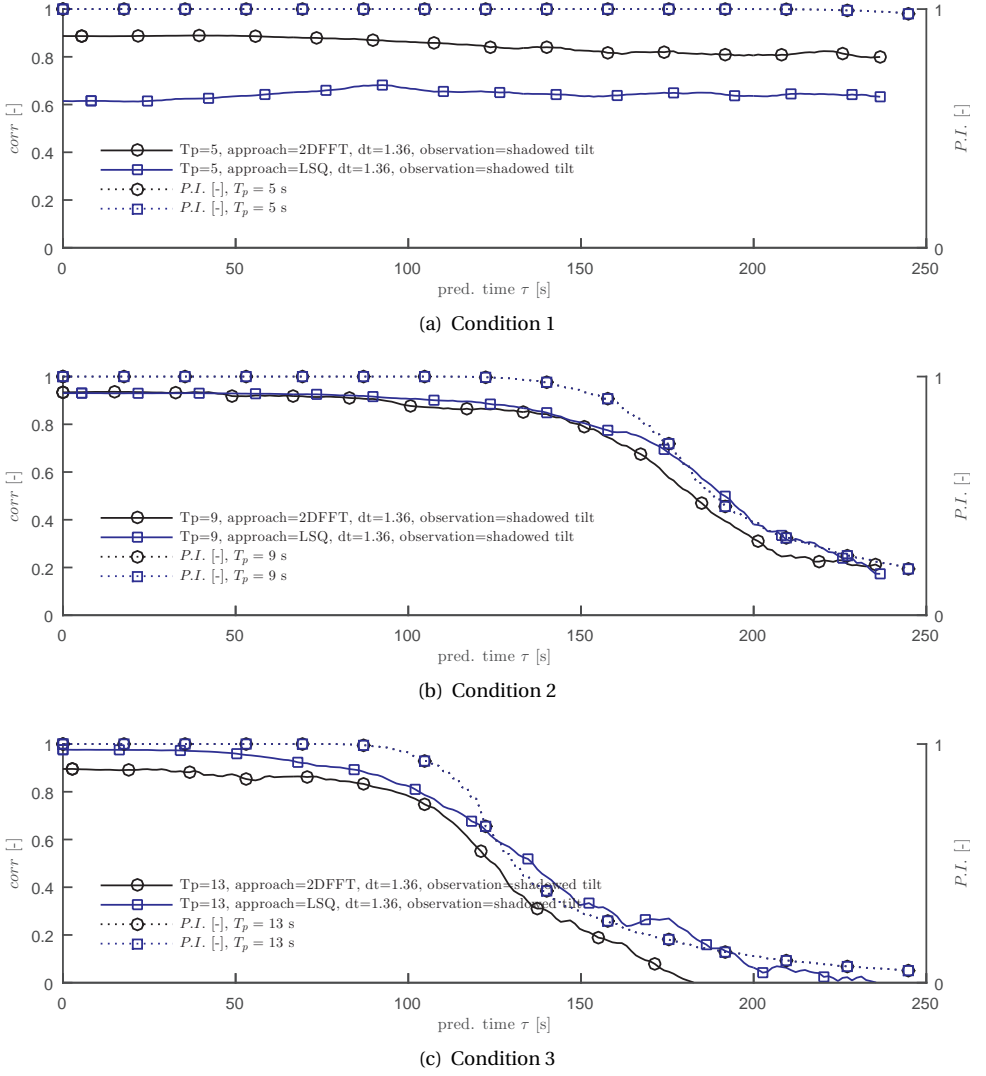 1
0.8
0.6
0.4
0.2
0
corr [-]
1
0
P.I. [-]
Tp=5, approach=2DFFT, dt=1.36, observation=shadowed tilt
Tp=5, approach=LSQ, dt=1.36, observation=shadowed tilt
P.I. [-], Tp = 5 s
P.I. [-], Tp = 5 s
0 50 100 150 200 250
pred. time τ [s]
(a) Condition 1
1
0.8
0.6
0.4
0.2
0
corr [-]
1
0
P.I. [-]
Tp=9, approach=2DFFT, dt=1.36, observation=shadowed tilt
Tp=9, approach=LSQ, dt=1.36, observation=shadowed tilt
P.I. [-], Tp = 9 s
P.I. [-], Tp = 9 s
0 50 100 150 200 250
pred. time τ [s]
(b) Condition 2
1
0.8
0.6
0.4
0.2
0
corr [-]
1
0
P.I. [-]
Tp=13, approach=2DFFT, dt=1.36, observation=shadowed tilt
Tp=13, approach=LSQ, dt=1.36, observation=shadowed tilt
P.I. [-], Tp = 13 s
P.I. [-], Tp = 13 s
0 50 100 150 200 250
pred. time τ [s]
(c) Condition 3